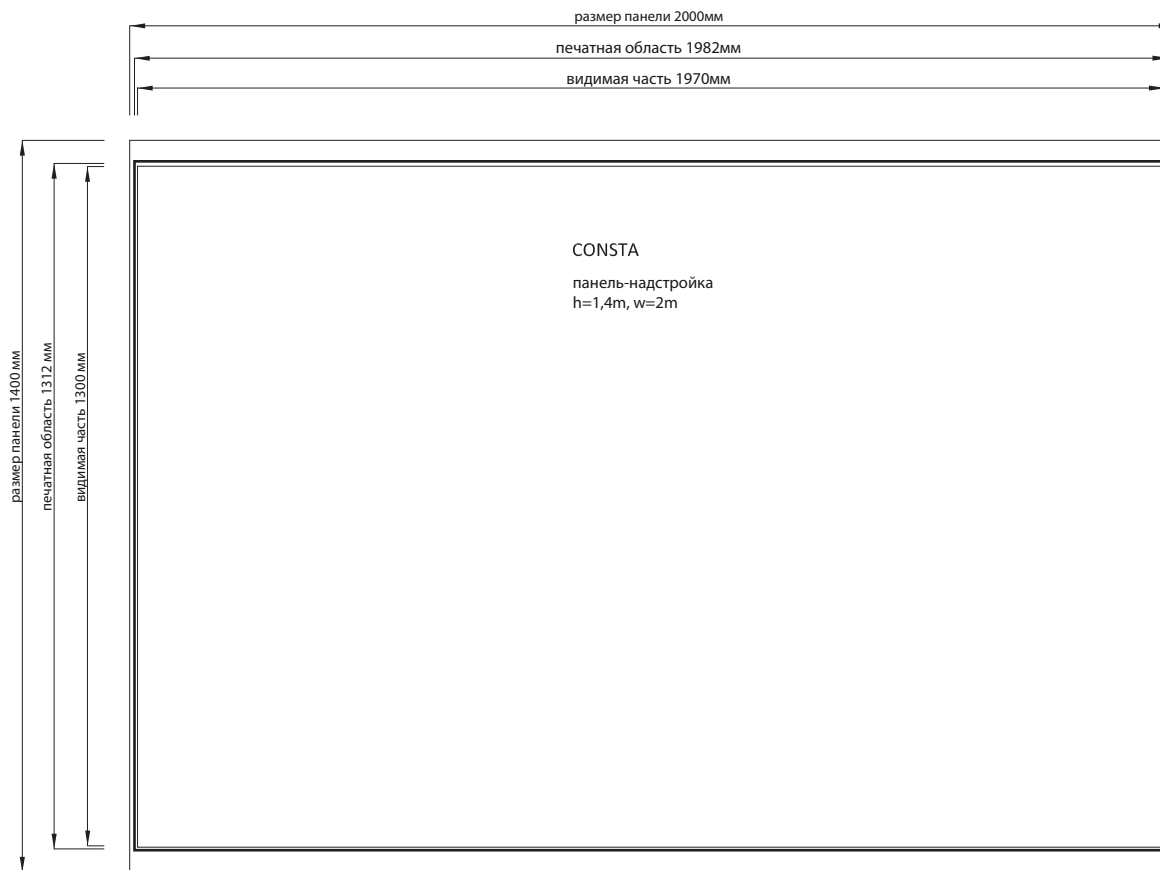 размер панели 2000мм
печатная область 1982мм
видимая часть 1970мм
CONSTA
панель-надстройка
h=1,4m, w=2m
размер панели 1400 мм
печатная область 1312 мм
видимая часть 1300 мм